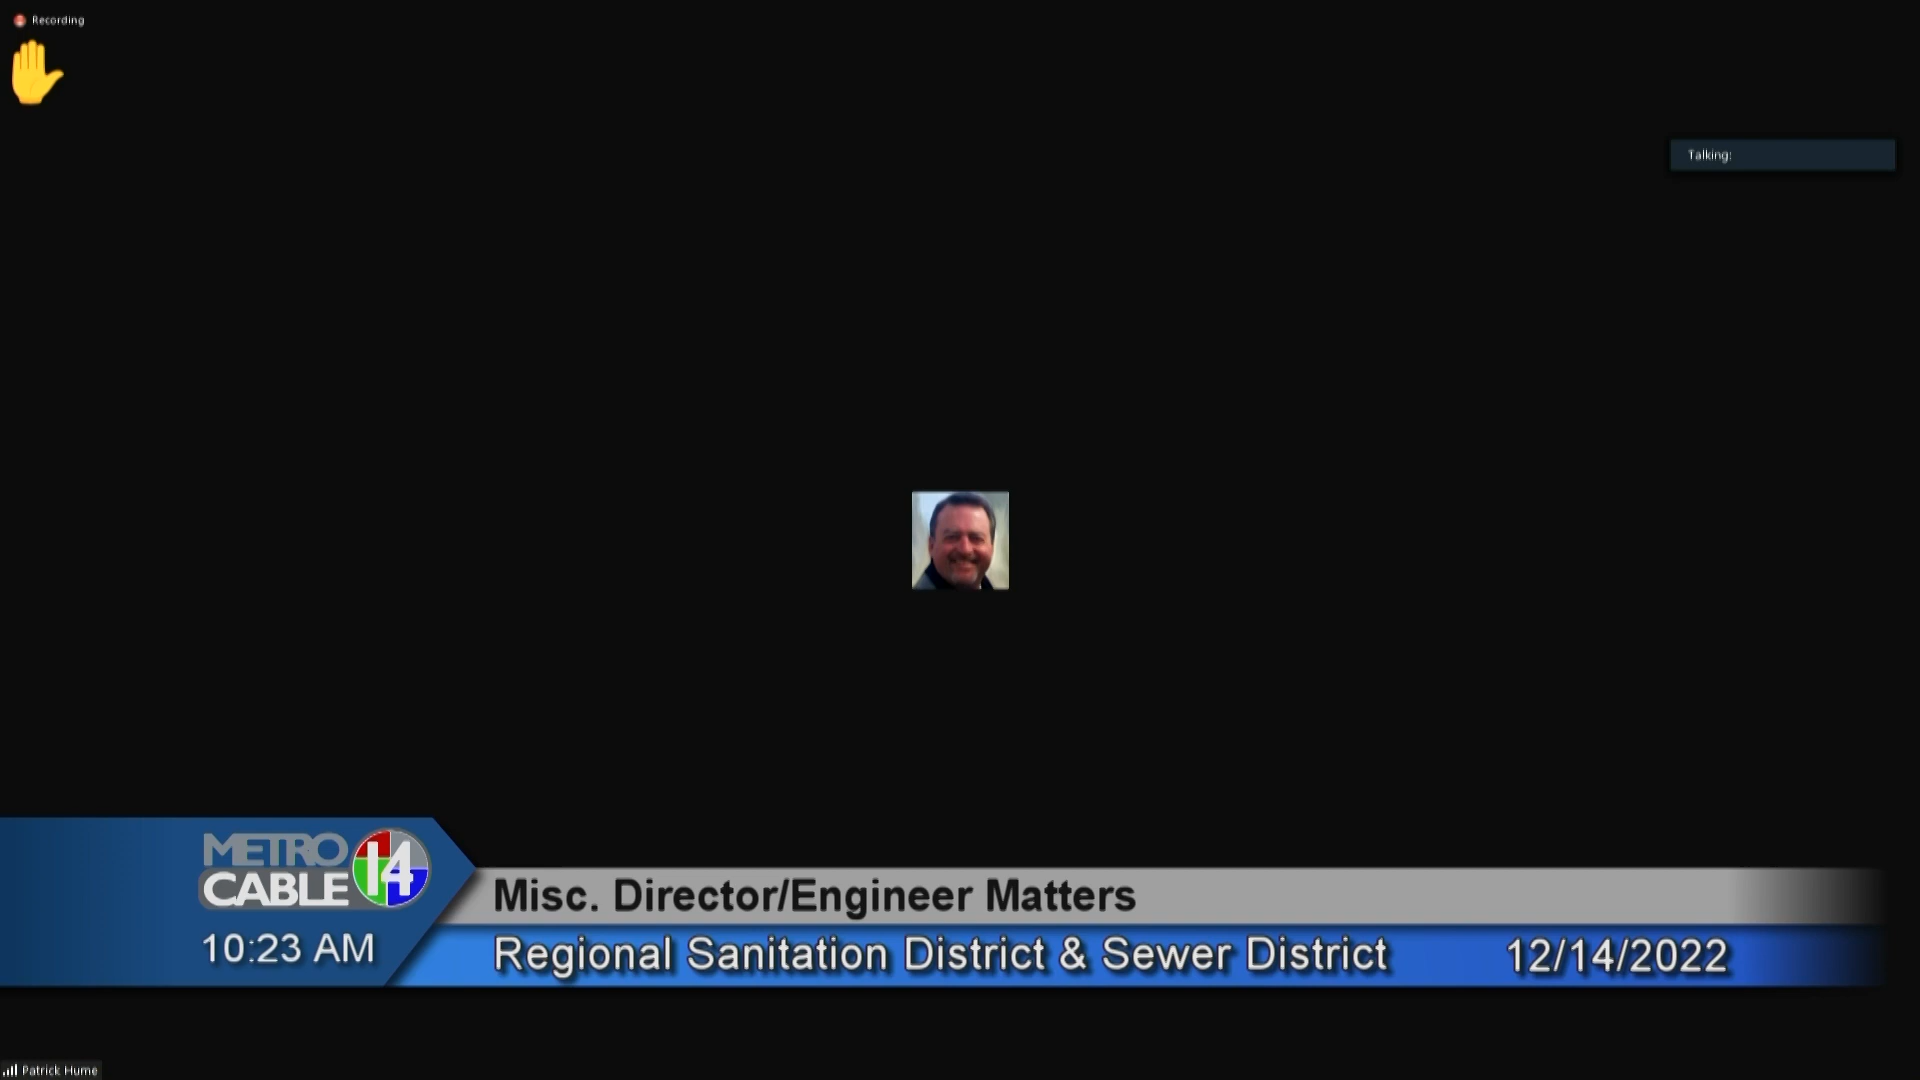 Recording
Talking:
METRO
CABLE 14
10:23 AM
Misc. Director/Engineer Matters
Regional Sanitation District & Sewer District 12/14/2022
Patrick Hume